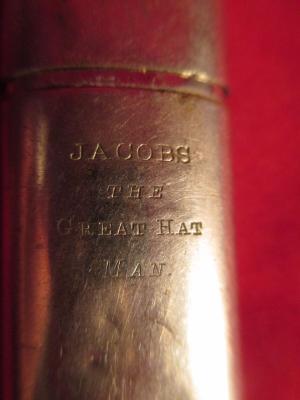 JACOBS
THE
GREAT HAT
MAN.